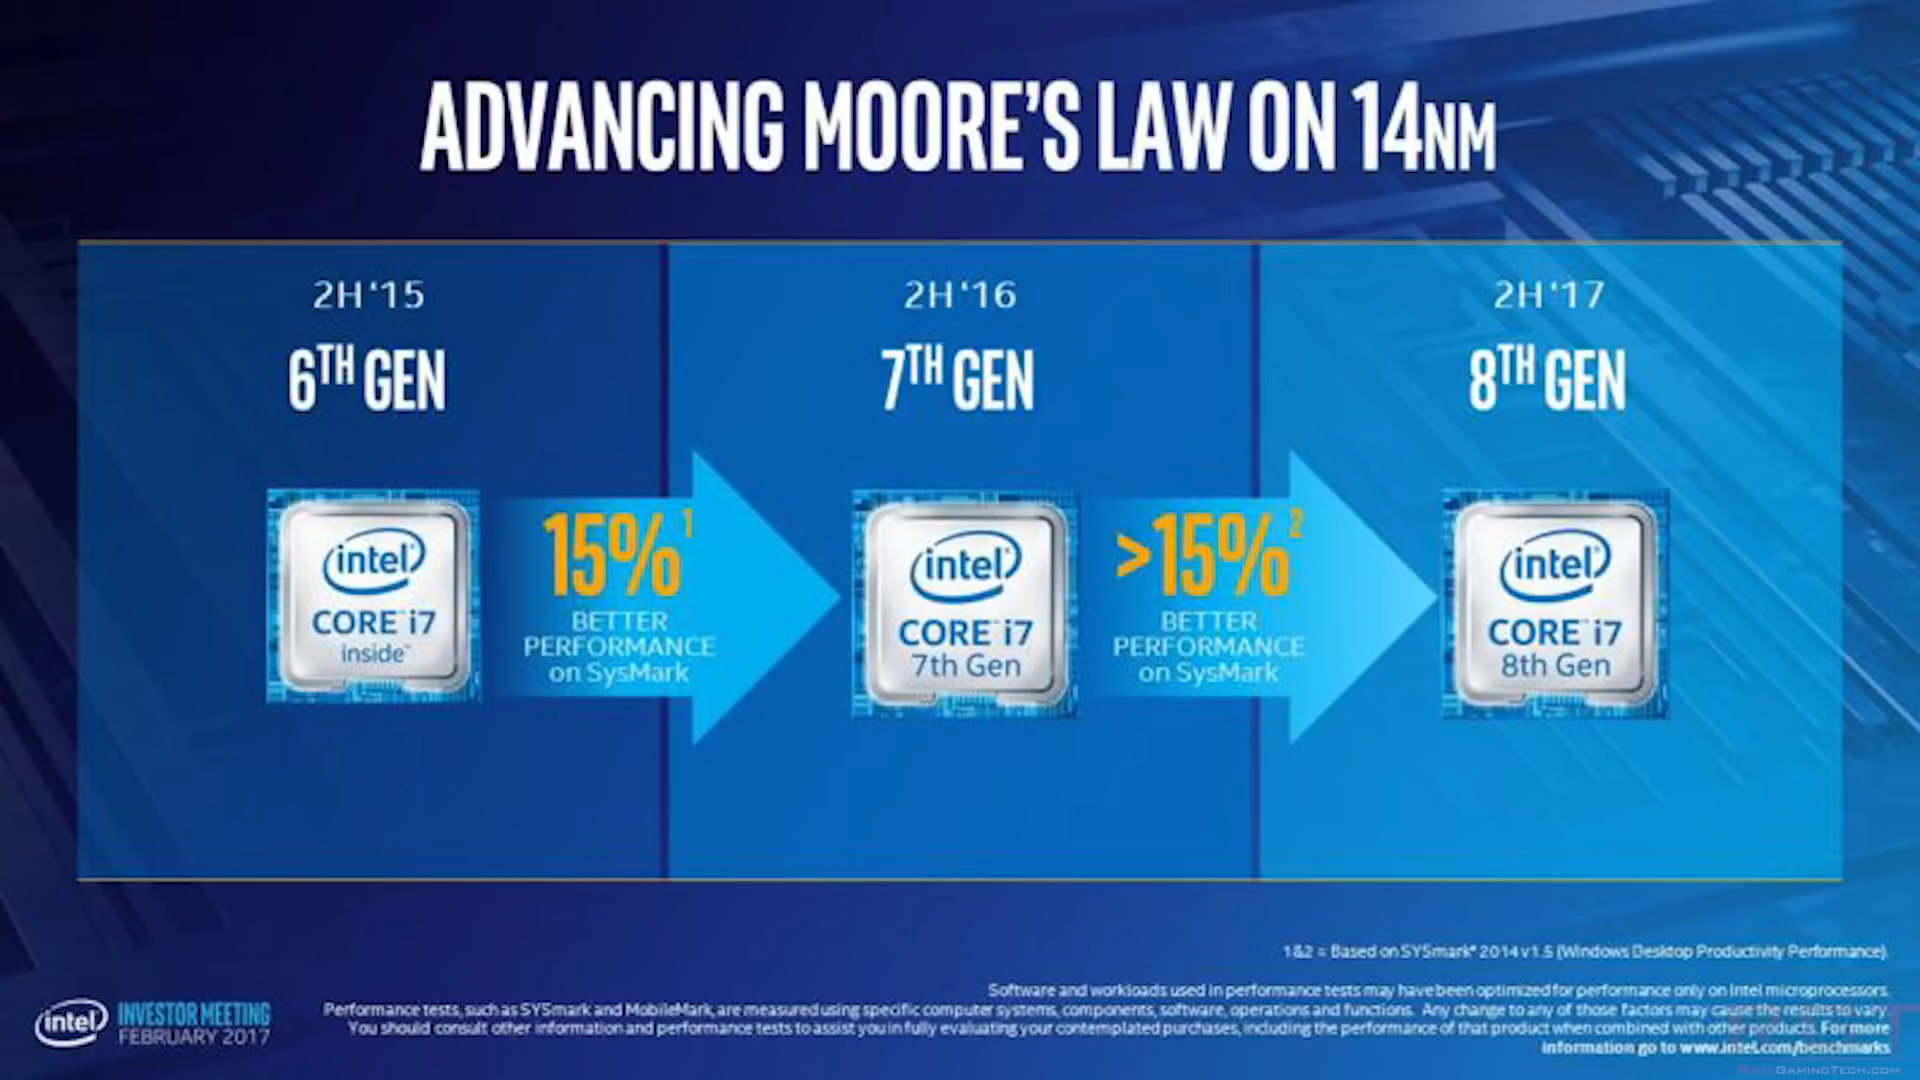 ADVANCING MOORE'S LAW ON 14NM
2H '15
6TH GEN
2H '16
7TH GEN
2H '17
8TH GEN
intel
CORE™ i7
inside™
15%1
BETTER
PERFORMANCE
on SysMark
intel
CORE™ i7
7th Gen
>15%2
BETTER
PERFORMANCE
on SysMark
intel
CORE™ i7
8th Gen
1&2 = Based on SYSmark* 2014 v1.5 (Windows Desktop Productivity Performance)
Software and workloads used in performance tests may have been optimized for performance only on Intel microprocessors.
Performance tests, such as SYSmark and MobileMark, are measured using specific computer systems, components, software, operations and functions. Any change to any of those factors may cause the results to vary.
You should consult other information and performance tests to assist you in fully evaluating your contemplated purchases, including the performance of that product when combined with other products. For more
information go to www.intel.com/benchmarks
intel
INVESTOR MEETING
FEBRUARY 2017
GAMINGTECH.COM